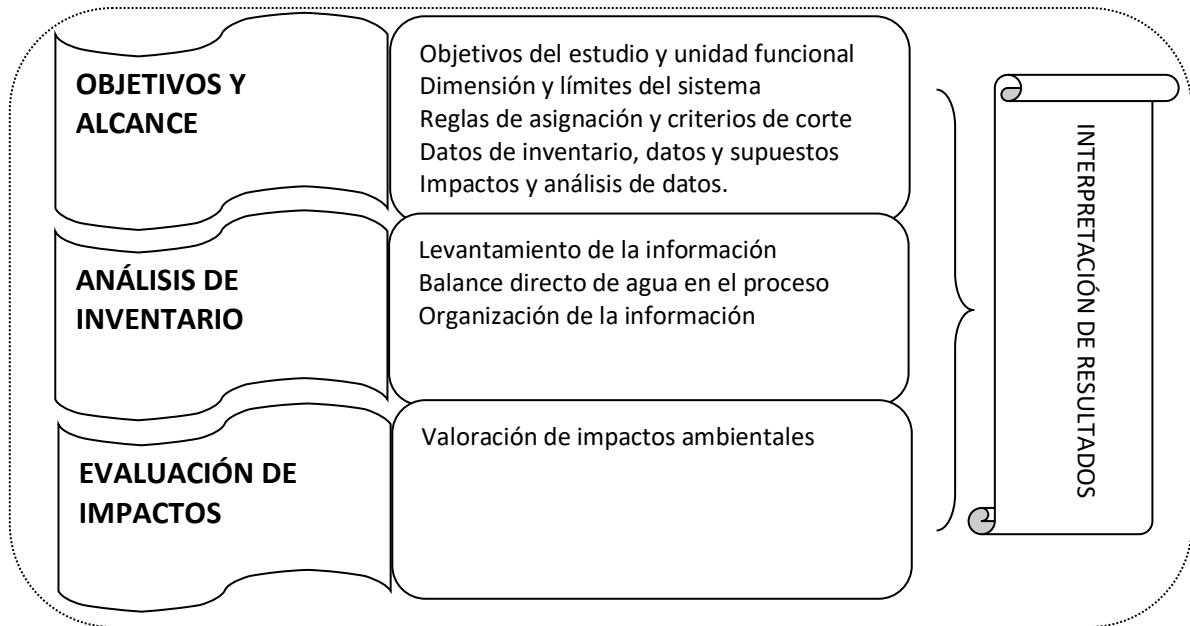 OBJETIVOS Y
ALCANCE
Objetivos del estudio y unidad funcional
Dimensión y límites del sistema
Reglas de asignación y criterios de corte
Datos de inventario, datos y supuestos
Impactos y análisis de datos.
ANÁLISIS DE
INVENTARIO
Levantamiento de la información
Balance directo de agua en el proceso
Organización de la información
EVALUACIÓN DE
IMPACTOS
Valoración de impactos ambientales
INTERPRETACIÓN DE RESULTADOS